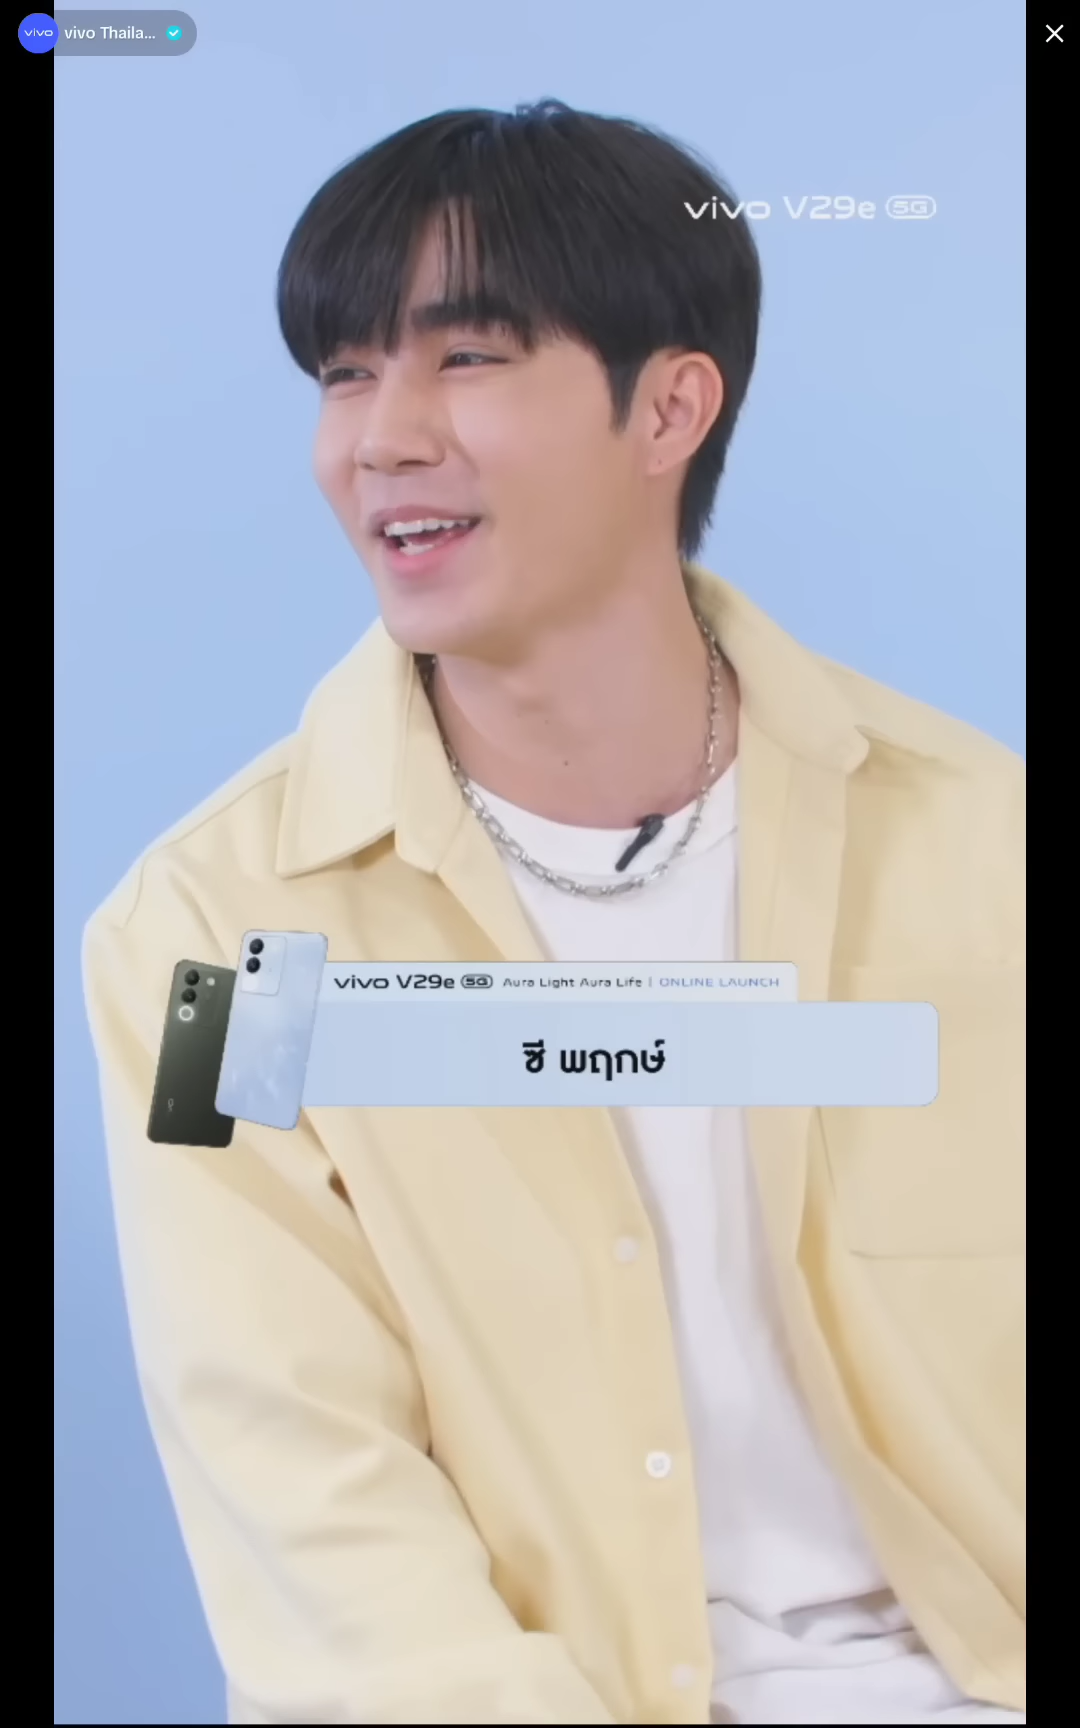 vivo
vivo Thaila...
vivo V29e 5G
vivo V29e 5G Aura Light Aura Life | ONLINE LAUNCH
ซี พฤกษ์